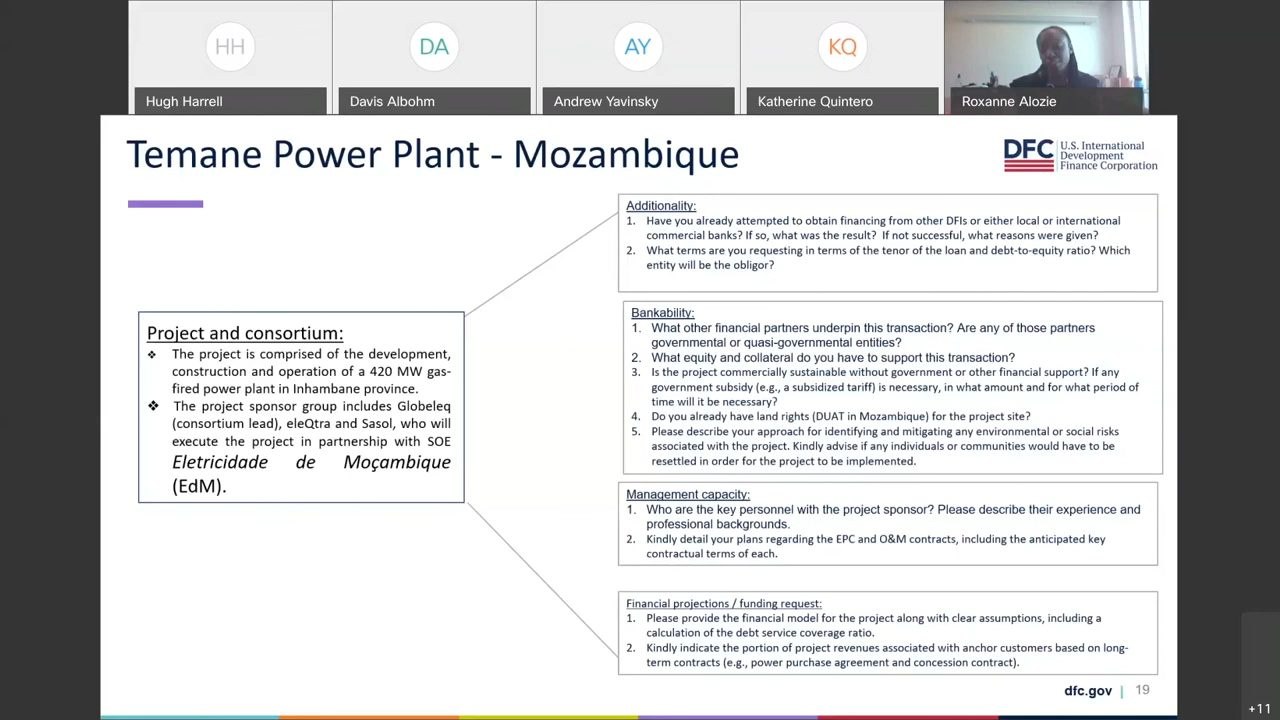 HH
DA
AY
KQ
Hugh Harrell
Davis Albohm
Andrew Yavinsky
Katherine Quintero
Roxanne Alozie
Temane Power Plant - Mozambique
DFC
U.S. International
Development
Finance Corporation
Project and consortium:
❖ The project is comprised of the development,
construction and operation of a 420 MW gas-
fired power plant in Inhambane province.
❖ The project sponsor group includes Globeleq
(consortium lead), eleQtra and Sasol, who will
execute the project in partnership with SOE
Eletricidade de Moçambique
(EdM).
Additionality:
1. Have you already attempted to obtain financing from other DFIs or either local or international
commercial banks? If so, what was the result? If not successful, what reasons were given?
2. What terms are you requesting in terms of the tenor of the loan and debt-to-equity ratio? Which
entity will be the obligor?
Bankability:
1. What other financial partners underpin this transaction? Are any of those partners
governmental or quasi-governmental entities?
2. What equity and collateral do you have to support this transaction?
3. Is the project commercially sustainable without government or other financial support? If any
government subsidy (e.g., a subsidized tariff) is necessary, in what amount and for what period of
time will it be necessary?
4. Do you already have land rights (DUAT in Mozambique) for the project site?
5. Please describe your approach for identifying and mitigating any environmental or social risks
associated with the project. Kindly advise if any individuals or communities would have to be
resettled in order for the project to be implemented.
Management capacity:
1. Who are the key personnel with the project sponsor? Please describe their experience and
professional backgrounds.
2. Kindly detail your plans regarding the EPC and O&M contracts, including the anticipated key
contractual terms of each.
Financial projections / funding request:
1. Please provide the financial model for the project along with clear assumptions, including a
calculation of the debt service coverage ratio.
2. Kindly indicate the portion of project revenues associated with anchor customers based on long-
term contracts (e.g., power purchase agreement and concession contract).
dfc.gov | 19
+11